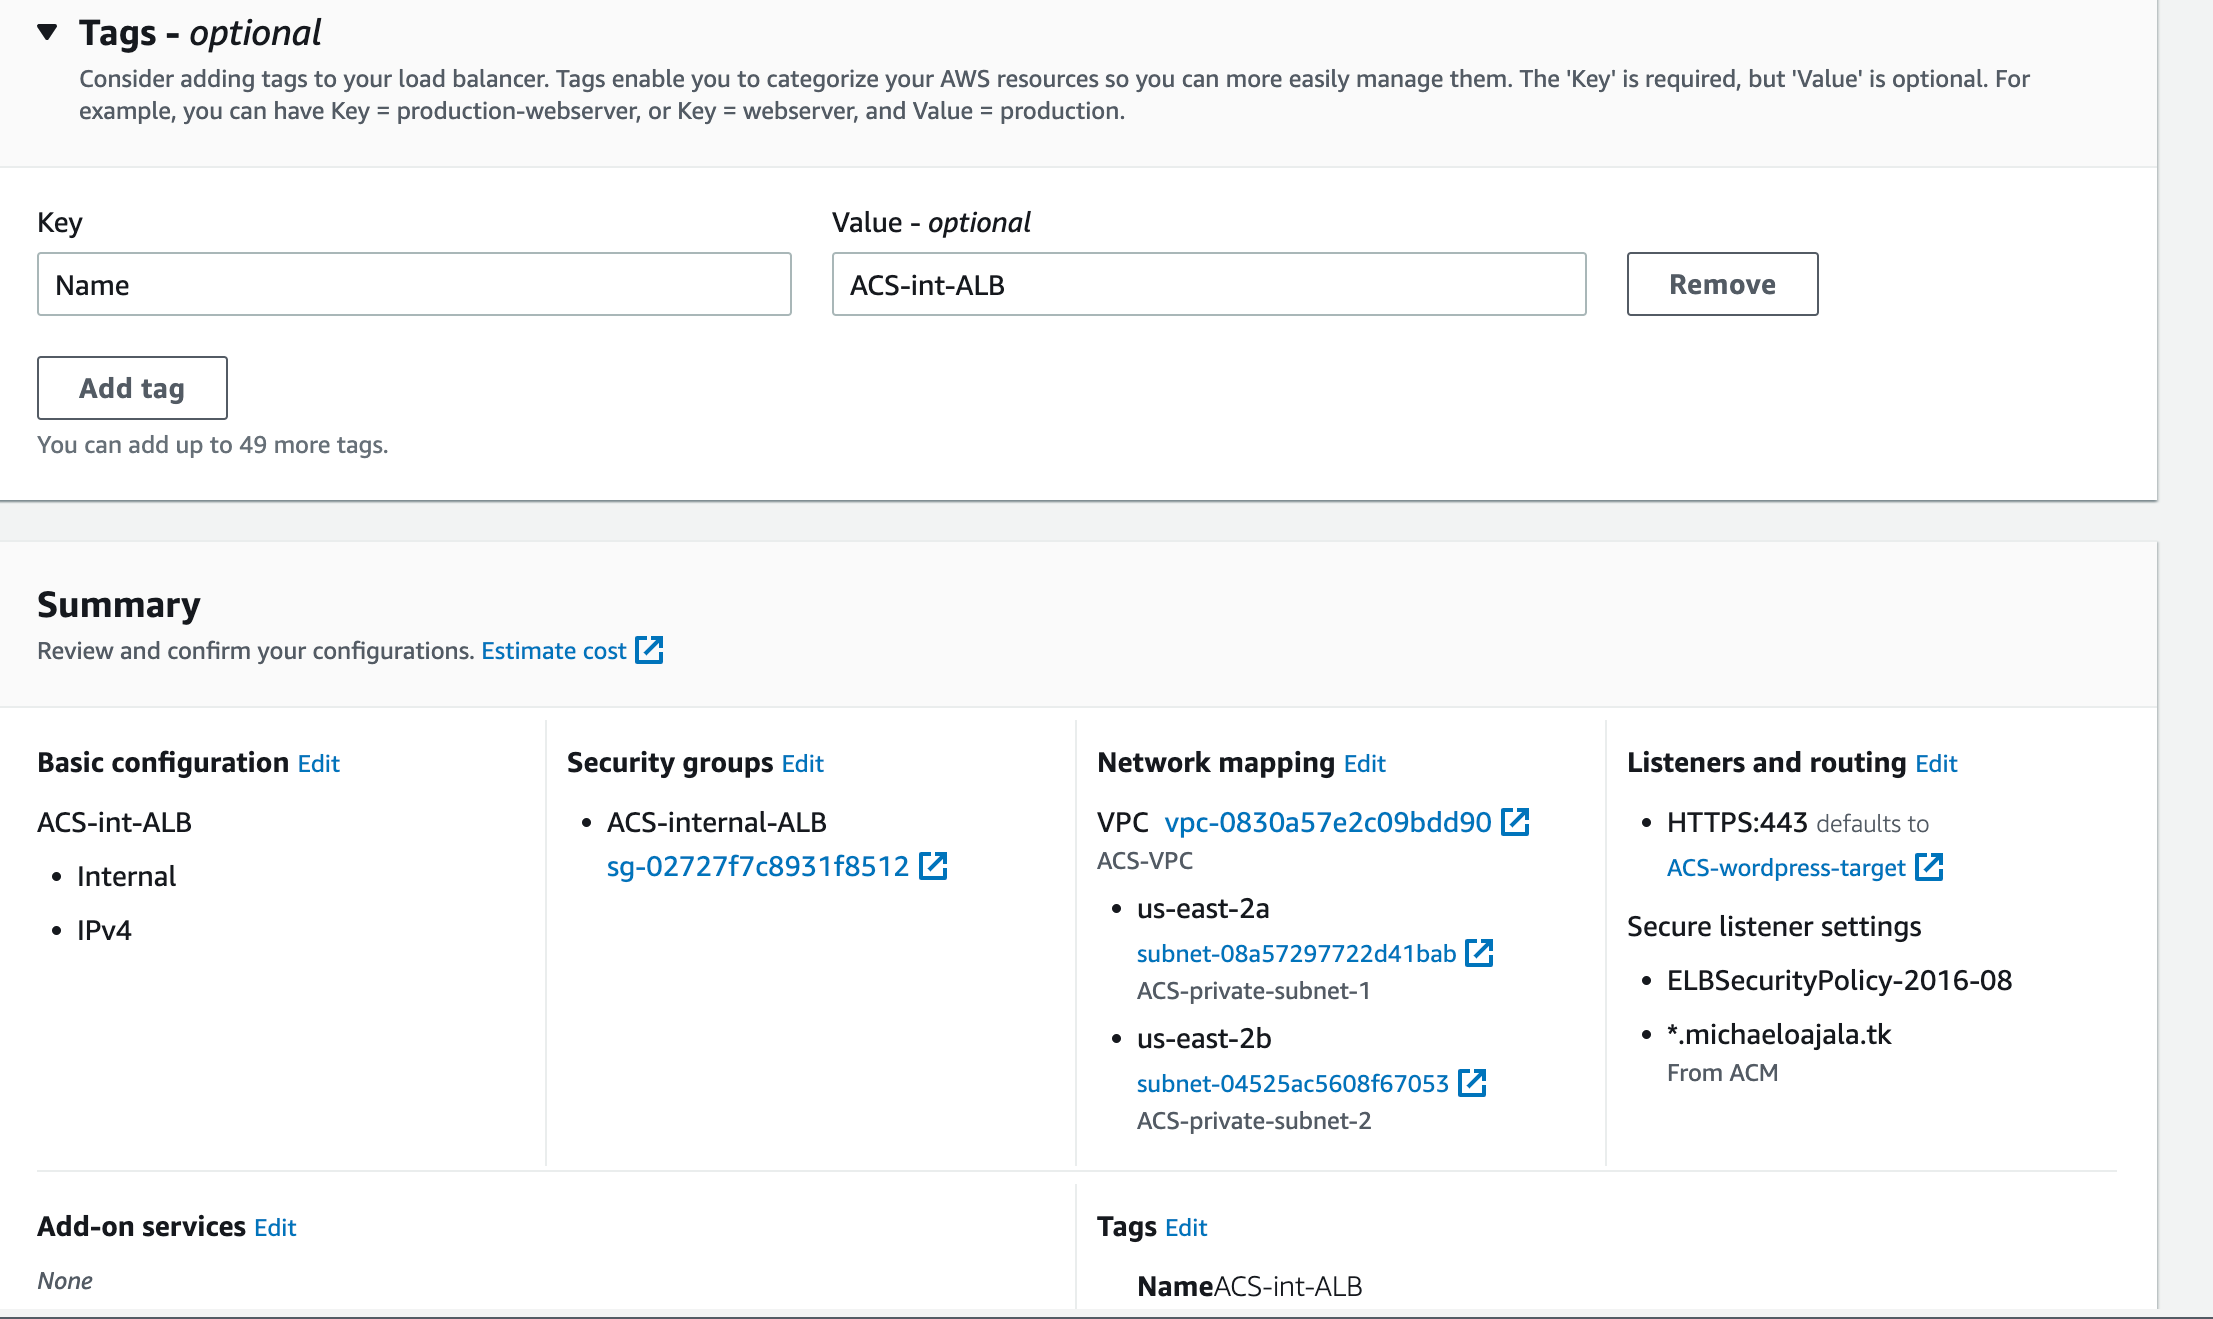 Tags - optional
Consider adding tags to your load balancer. Tags enable you to categorize your AWS resources so you can more easily manage them. The 'Key' is required, but 'Value' is optional. For
example, you can have Key = production-webserver, or Key = webserver, and Value = production.
Key
Value - optional
Name
ACS-int-ALB
Remove
Add tag
You can add up to 49 more tags.
Summary
Review and confirm your configurations. Estimate cost
Basic configuration Edit
ACS-int-ALB
• Internal
• IPv4
Security groups Edit
• ACS-internal-ALB
sg-02727f7c8931f8512
Network mapping Edit
VPC vpc-0830a57e2c09bdd90
ACS-VPC
• us-east-2a
subnet-08a57297722d41bab
ACS-private-subnet-1
• us-east-2b
subnet-04525ac5608f67053
ACS-private-subnet-2
Listeners and routing Edit
• HTTPS:443 defaults to
ACS-wordpress-target
Secure listener settings
• ELBSecurityPolicy-2016-08
• *.michaeloajala.tk
From ACM
Add-on services Edit
None
Tags Edit
NameACS-int-ALB